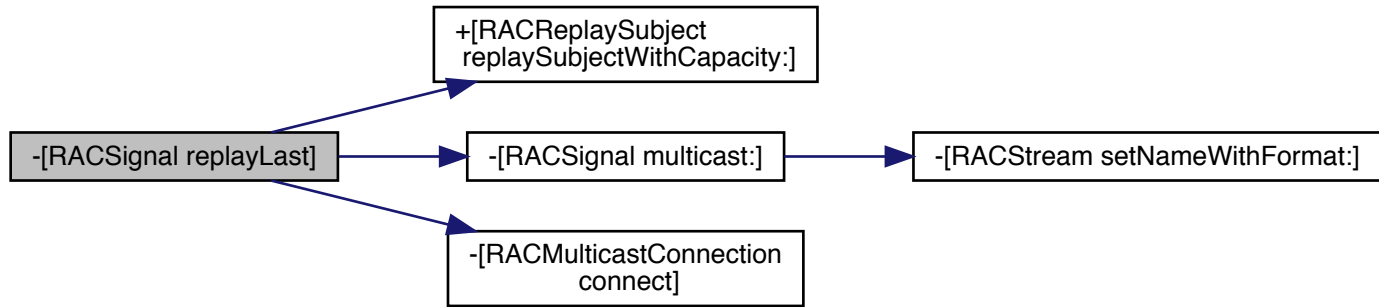 +[RACReplaySubject
replaySubjectWithCapacity:]
-[RACSignal replayLast]
-[RACSignal multicast:]
-[RACStream setNameWithFormat:]
-[RACMulticastConnection
connect]